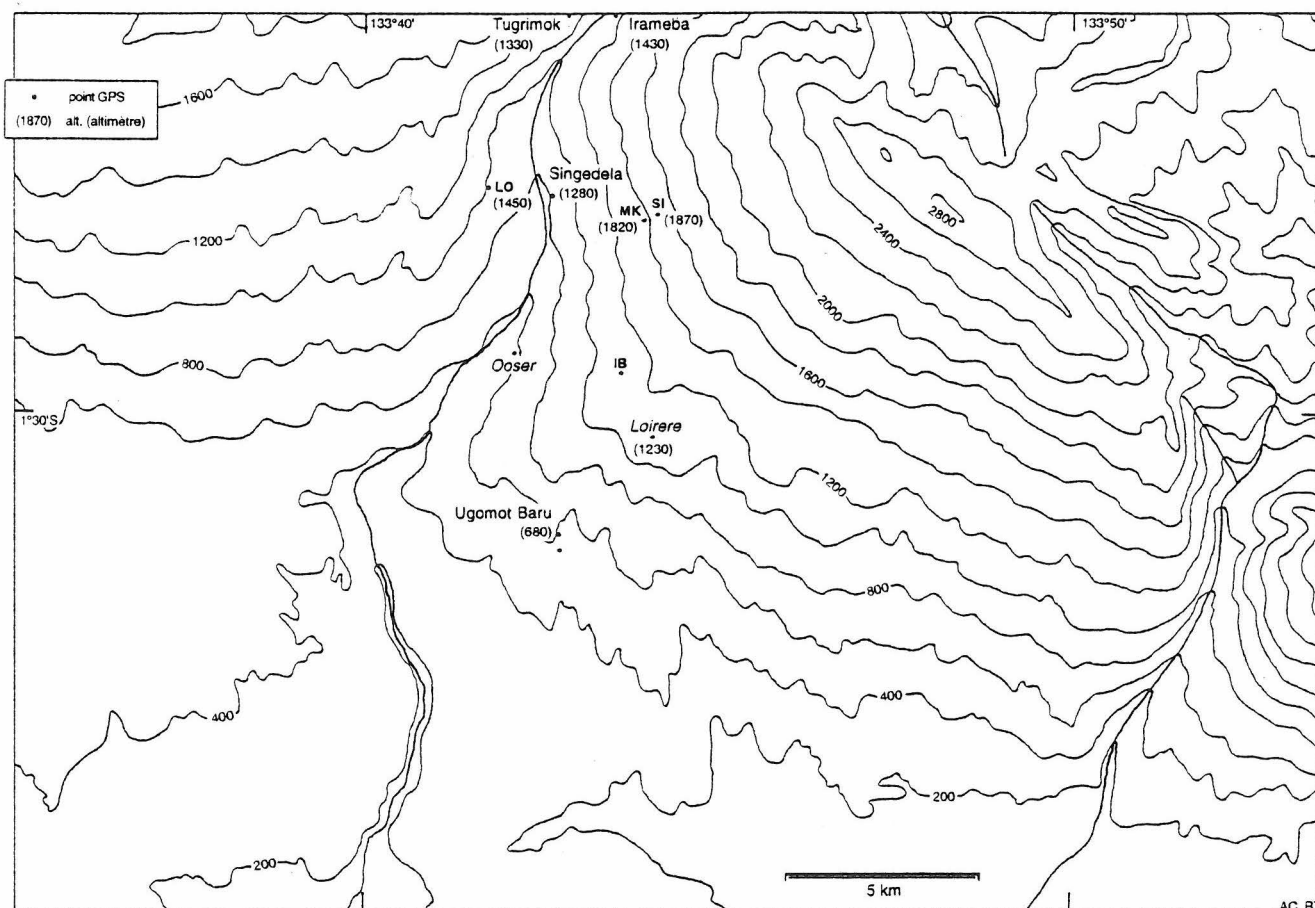 133°40'
133°50'
Tugrimok
(1330)
Irameba
(1430)
point GPS
(1870) alt. (altimètre)
1600
LO
(1450)
Singedela
(1280)
MK
(1820)
SI
(1870)
2800
2400
1200
2000
800
Ooser
IB
1600
1°30'S
Loirere
(1230)
1200
Ugomot Baru
(680)
800
400
400
200
200
5 km